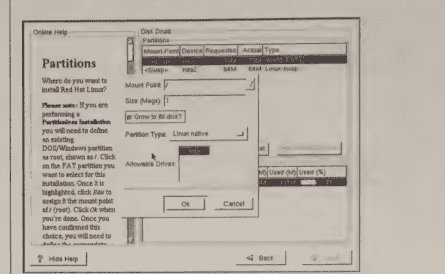 Online Help
Partitions
Where do you want to
install Red Hat Linux?
Please note: If you are
performing a
Partitionless Installation
you will need to define
an existing
DOS/Windows partition
as root, shown as /. Click
on the FAT partition you
want to select for this
installation. Once it is
highlighted, click Edit to
assign it the mount point
of / (root). Click Ok when
you're done. Once you
have confirmed this
choice, you will need to
define the appropriate
Hide Help
Disk Druid
Partitions
Mount Point Device Requested Actual Type
<Swap> 64M 64M Linux swap
Mount Point: /
Size (Megs): 1
Grow to fill disk?
Partition Type: Linux native
Allowable Drives:
Ok Cancel
Used (M) Used (%)
Back